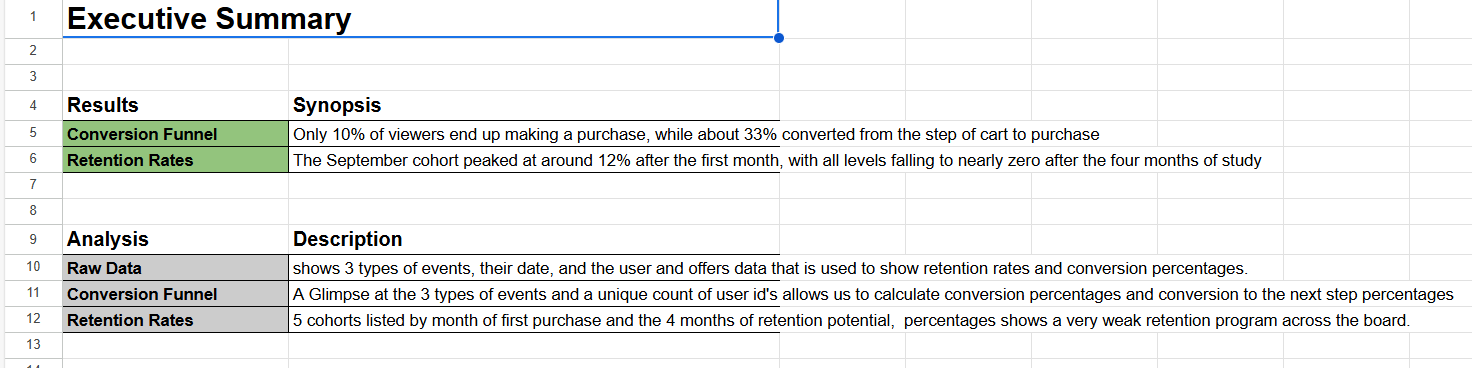 1 Executive Summary
2
3
4 Results Synopsis
5 Conversion Funnel Only 10% of viewers end up making a purchase, while about 33% converted from the step of cart to purchase
6 Retention Rates The September cohort peaked at around 12% after the first month, with all levels falling to nearly zero after the four months of study
7
8
9 Analysis Description
10 Raw Data shows 3 types of events, their date, and the user and offers data that is used to show retention rates and conversion percentages.
11 Conversion Funnel A Glimpse at the 3 types of events and a unique count of user id's allows us to calculate conversion percentages and conversion to the next step percentages
12 Retention Rates 5 cohorts listed by month of first purchase and the 4 months of retention potential,  percentages shows a very weak retention program across the board.
13